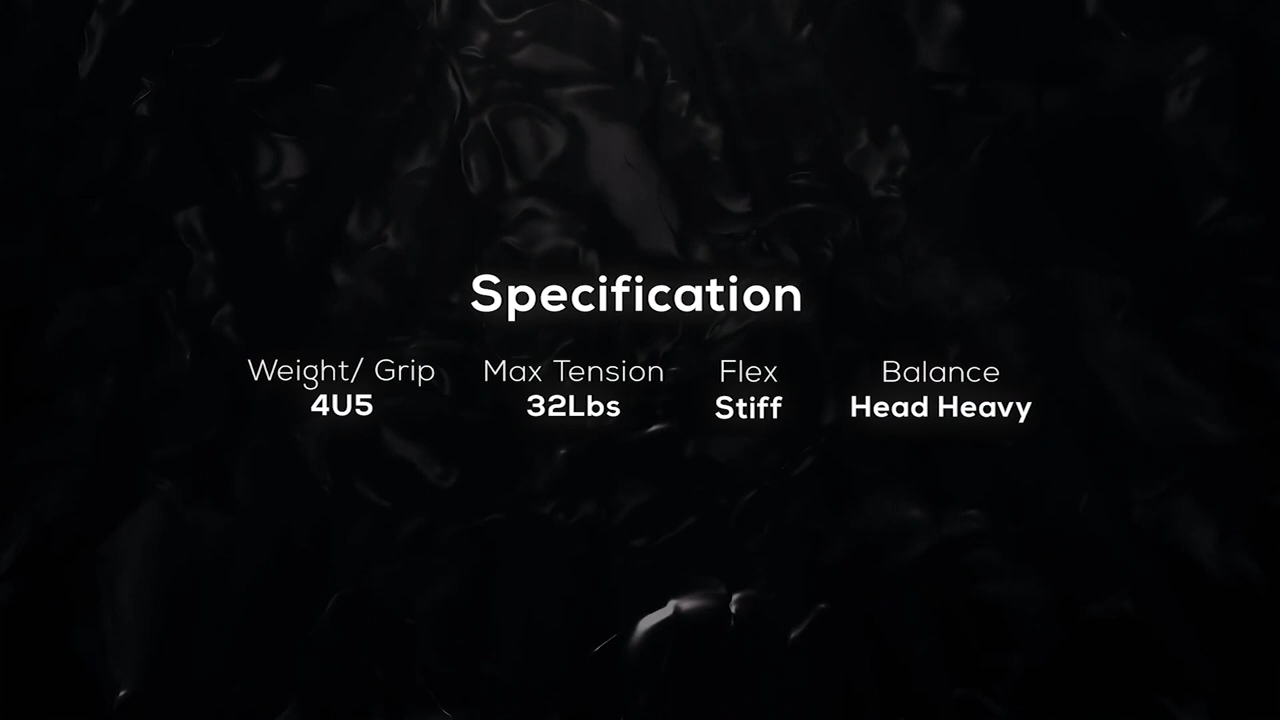 Specification
Weight/ Grip Max Tension Flex Balance
4U5 32Lbs Stiff Head Heavy